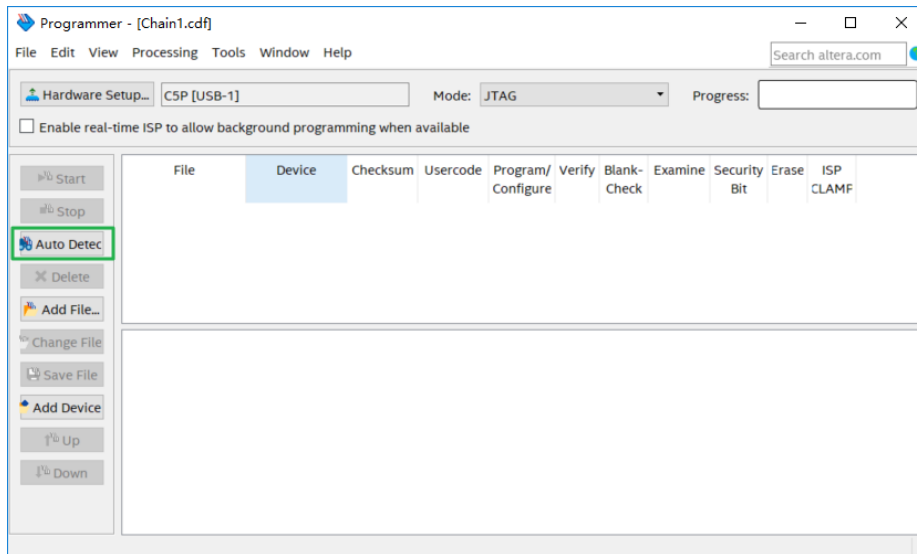 Programmer - [Chain1.cdf]
File Edit View Processing Tools Window Help
Search altera.com
Hardware Setup... C5P [USB-1] Mode: JTAG Progress:
Enable real-time ISP to allow background programming when available
File Device Checksum Usercode Program/ Verify Blank- Examine Security Erase ISP
Configure Check Bit CLAMF
Start
Stop
Auto Detec
Delete
Add File...
Change File
Save File
Add Device
Up
Down